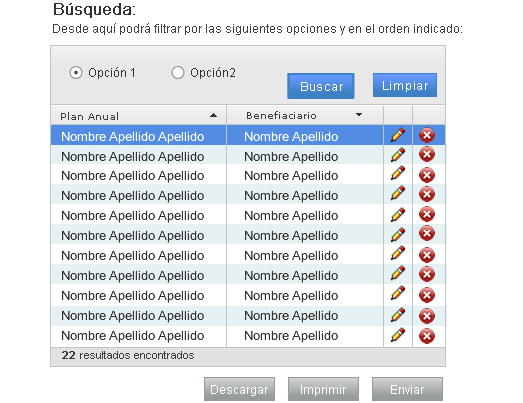 Búsqueda:
Desde aquí podrá filtrar por las siguientes opciones y en el orden indicado:
Opción 1 Opción2 Buscar Limpiar
Plan Anual Benefiaciario
Nombre Apellido Apellido Nombre Apellido
Nombre Apellido Apellido Nombre Apellido
Nombre Apellido Apellido Nombre Apellido
Nombre Apellido Apellido Nombre Apellido
Nombre Apellido Apellido Nombre Apellido
Nombre Apellido Apellido Nombre Apellido
Nombre Apellido Apellido Nombre Apellido
Nombre Apellido Apellido Nombre Apellido
Nombre Apellido Apellido Nombre Apellido
Nombre Apellido Apellido Nombre Apellido
Nombre Apellido Apellido Nombre Apellido
22 resultados encontrados
Descargar Imprimir Enviar